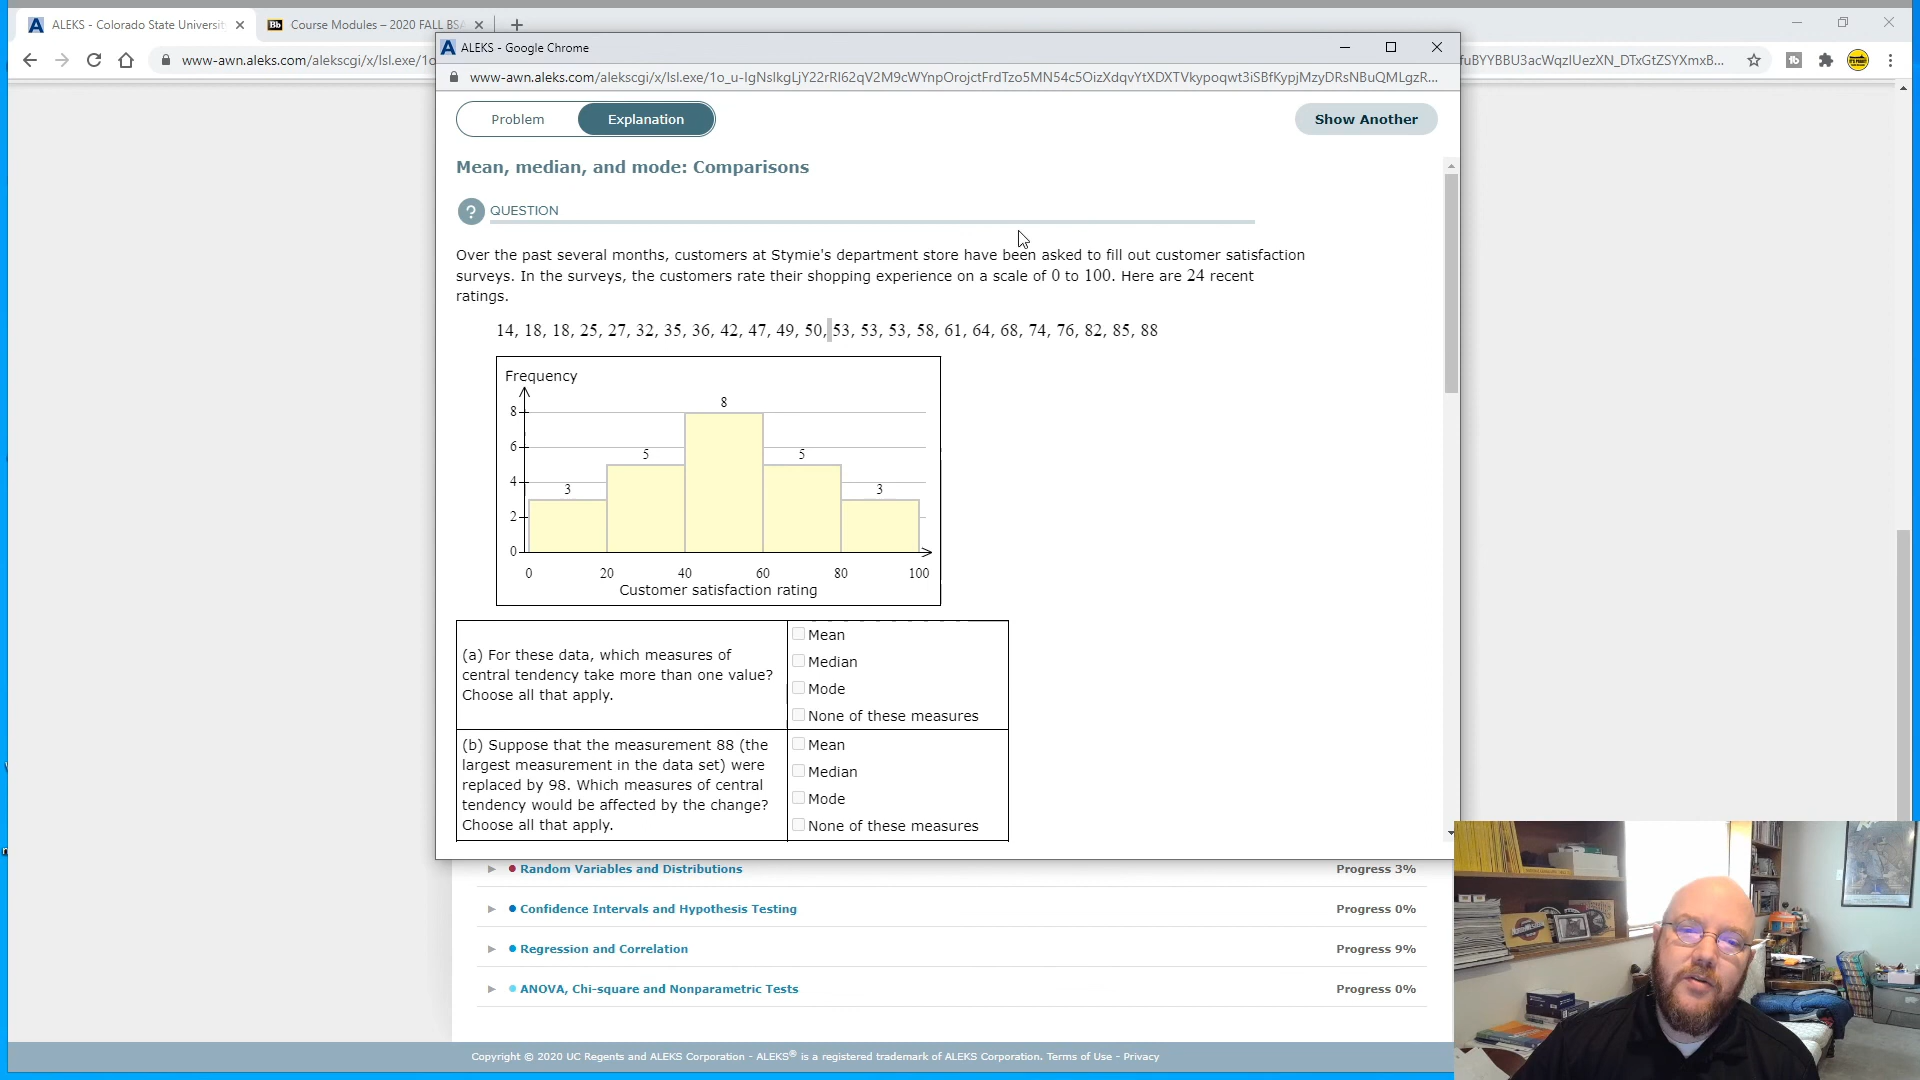 ALEKS - Colorado State Universit
Course Modules – 2020 FALL BSA
www-awn.aleks.com/alekscgi/x/lsl.exe/1o
fuBYYBBU3acWqzIUezXN_DTxGtZSYXmxB...
ALEKS - Google Chrome
www-awn.aleks.com/alekscgi/x/lsl.exe/1o_u-IgNslkgLjY22rRI62qV2M9cWYnpOrojctFrdTzo5MN54c5OizXdqvYtXDXTVkypoqwt3iSBfKypjMzyDRsNBuQMLgzR...
Problem
Explanation
Show Another
Mean, median, and mode: Comparisons
? QUESTION
Over the past several months, customers at Stymie's department store have been asked to fill out customer satisfaction
surveys. In the surveys, the customers rate their shopping experience on a scale of 0 to 100. Here are 24 recent
ratings.
14, 18, 18, 25, 27, 32, 35, 36, 42, 47, 49, 50, 53, 53, 53, 58, 61, 64, 68, 74, 76, 82, 85, 88
Frequency
8
8
6
5 5
4
3 3
2
0
0 20 40 60 80 100
Customer satisfaction rating
(a) For these data, which measures of
central tendency take more than one value?
Choose all that apply.
Mean
Median
Mode
None of these measures
(b) Suppose that the measurement 88 (the
largest measurement in the data set) were
replaced by 98. Which measures of central
tendency would be affected by the change?
Choose all that apply.
Mean
Median
Mode
None of these measures
Random Variables and Distributions Progress 3%
Confidence Intervals and Hypothesis Testing Progress 0%
Regression and Correlation Progress 9%
ANOVA, Chi-square and Nonparametric Tests Progress 0%
Copyright © 2020 UC Regents and ALEKS Corporation - ALEKS® is a registered trademark of ALEKS Corporation. Terms of Use - Privacy